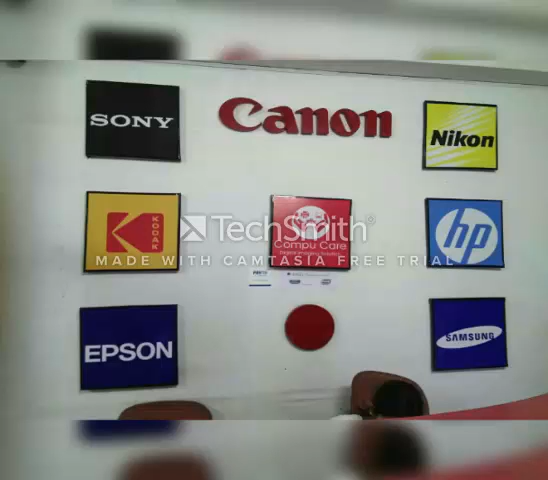 SONY
Canon
Nikon
KODAK
TechSmith®
Compu Care
hp
MADE WITH CAMTASIA FREE TRIAL
EPSON
SAMSUNG